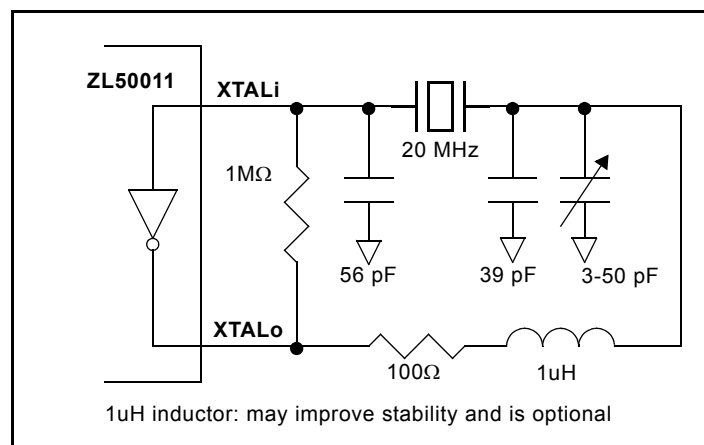 ZL50011
XTALi
20 MHz
1MΩ
56 pF
39 pF
3-50 pF
XTALo
100Ω
1uH
1uH inductor: may improve stability and is optional